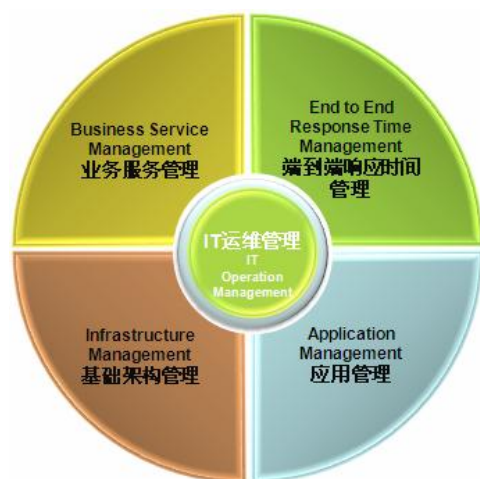 Business Service
Management
业务服务管理
End to End
Response Time
Management
端到端响应时间
管理
IT运维管理
IT
Operation
Management
Infrastructure
Management
基础架构管理
Application
Management
应用管理